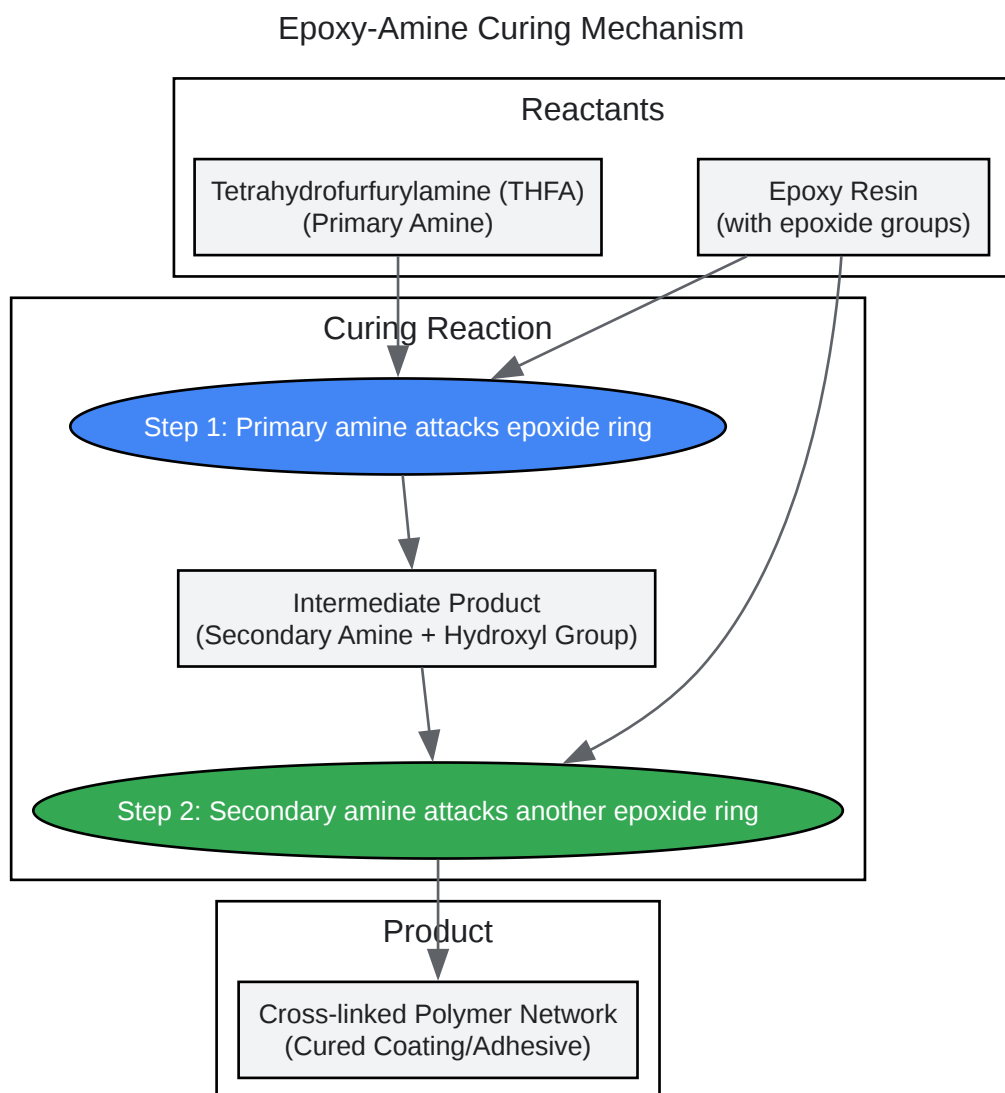 Epoxy-Amine Curing Mechanism
Reactants
Tetrahydrofurfurylamine (THFA)
(Primary Amine)
Epoxy Resin
(with epoxide groups)
Curing Reaction
Step 1: Primary amine attacks epoxide ring
Intermediate Product
(Secondary Amine + Hydroxyl Group)
Step 2: Secondary amine attacks another epoxide ring
Product
Cross-linked Polymer Network
(Cured Coating/Adhesive)